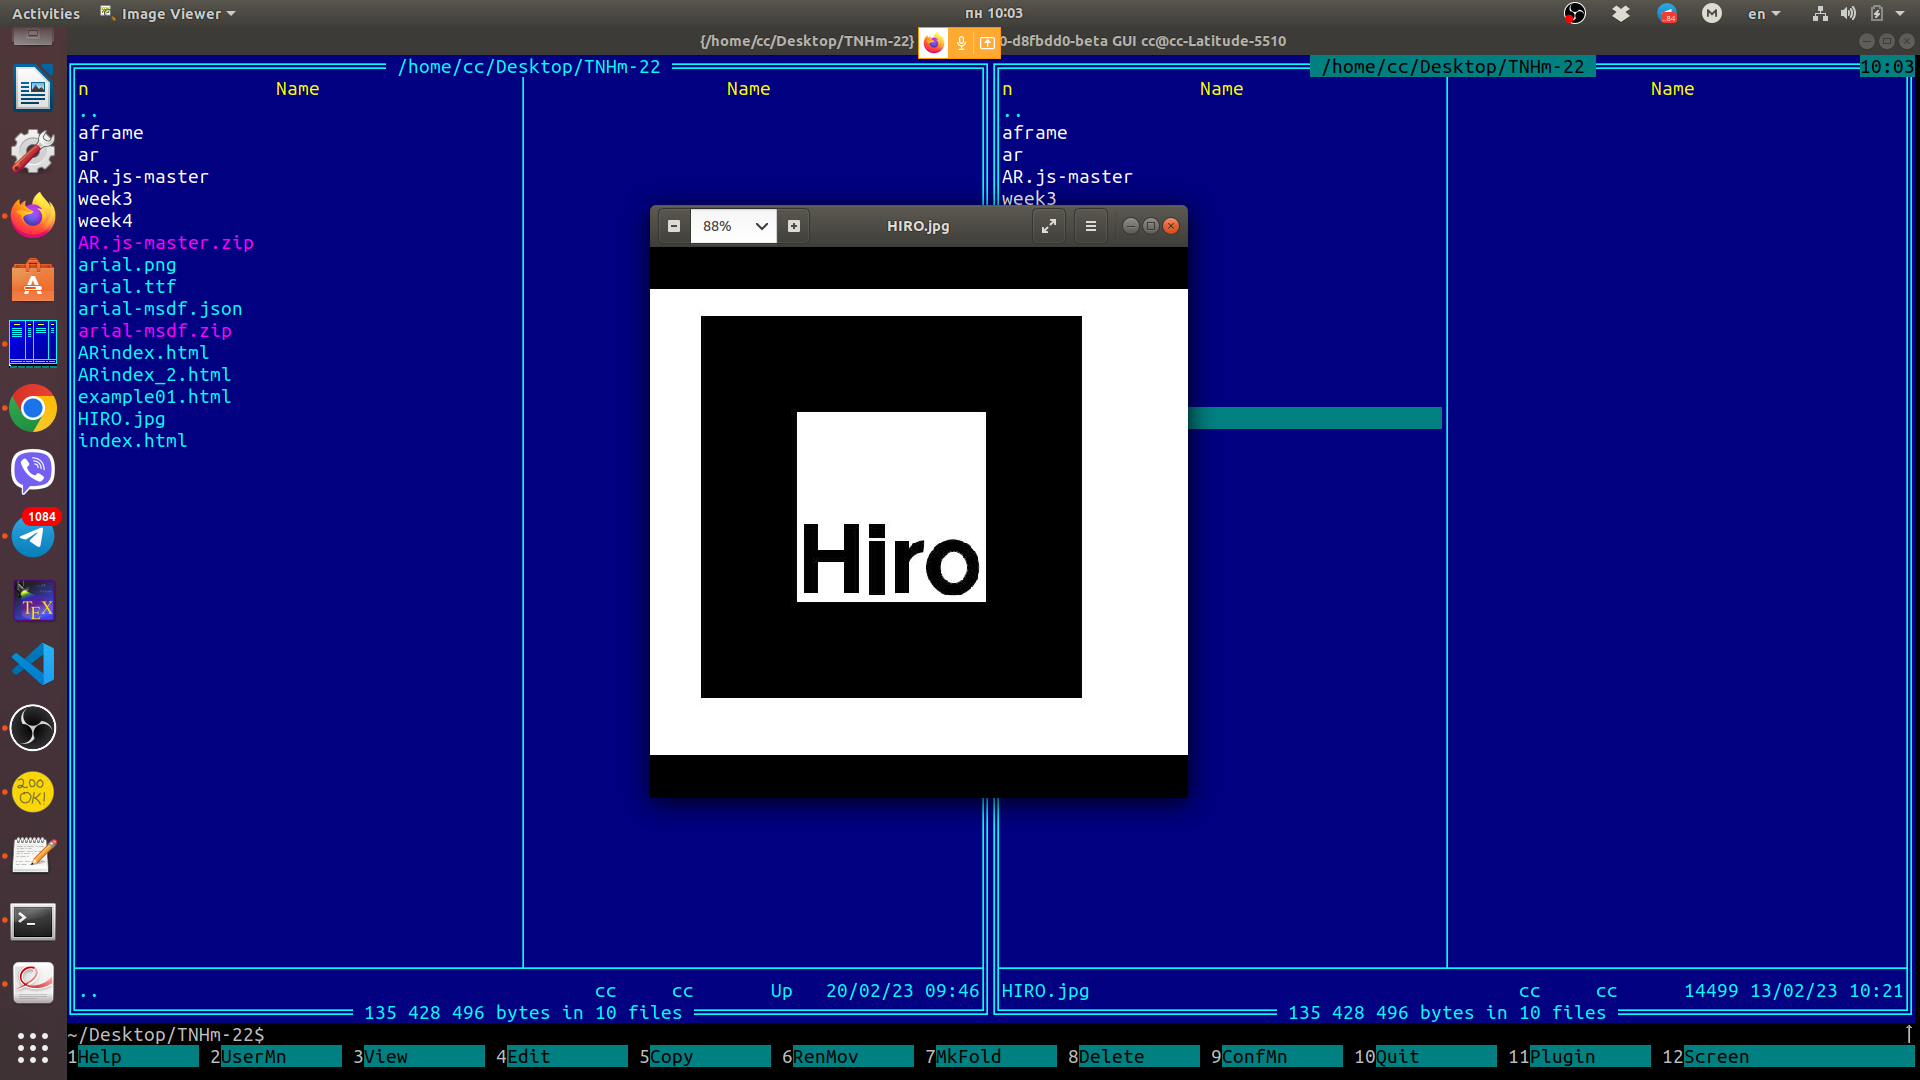 Activities Image Viewer пн 10:03 84 M en
{/home/cc/Desktop/TNHm-22} 0-d8fbdd0-beta GUI cc@cc-Latitude-5510
/home/cc/Desktop/TNHm-22 /home/cc/Desktop/TNHm-22 10:03
n Name Name n Name Name
.. ..
aframe aframe
ar ar
AR.js-master AR.js-master
week3 week3
week4
AR.js-master.zip
arial.png
arial.ttf
arial-msdf.json
arial-msdf.zip
ARindex.html
ARindex_2.html
example01.html
HIRO.jpg
index.html
88% HIRO.jpg
Hiro
1084
TEX
200 OK!
.. cc cc Up 20/02/23 09:46 HIRO.jpg cc cc 14499 13/02/23 10:21
135 428 496 bytes in 10 files 135 428 496 bytes in 10 files
~/Desktop/TNHm-22$
1Help 2UserMn 3View 4Edit 5Copy 6RenMov 7MkFold 8Delete 9ConfMn 10Quit 11Plugin 12Screen